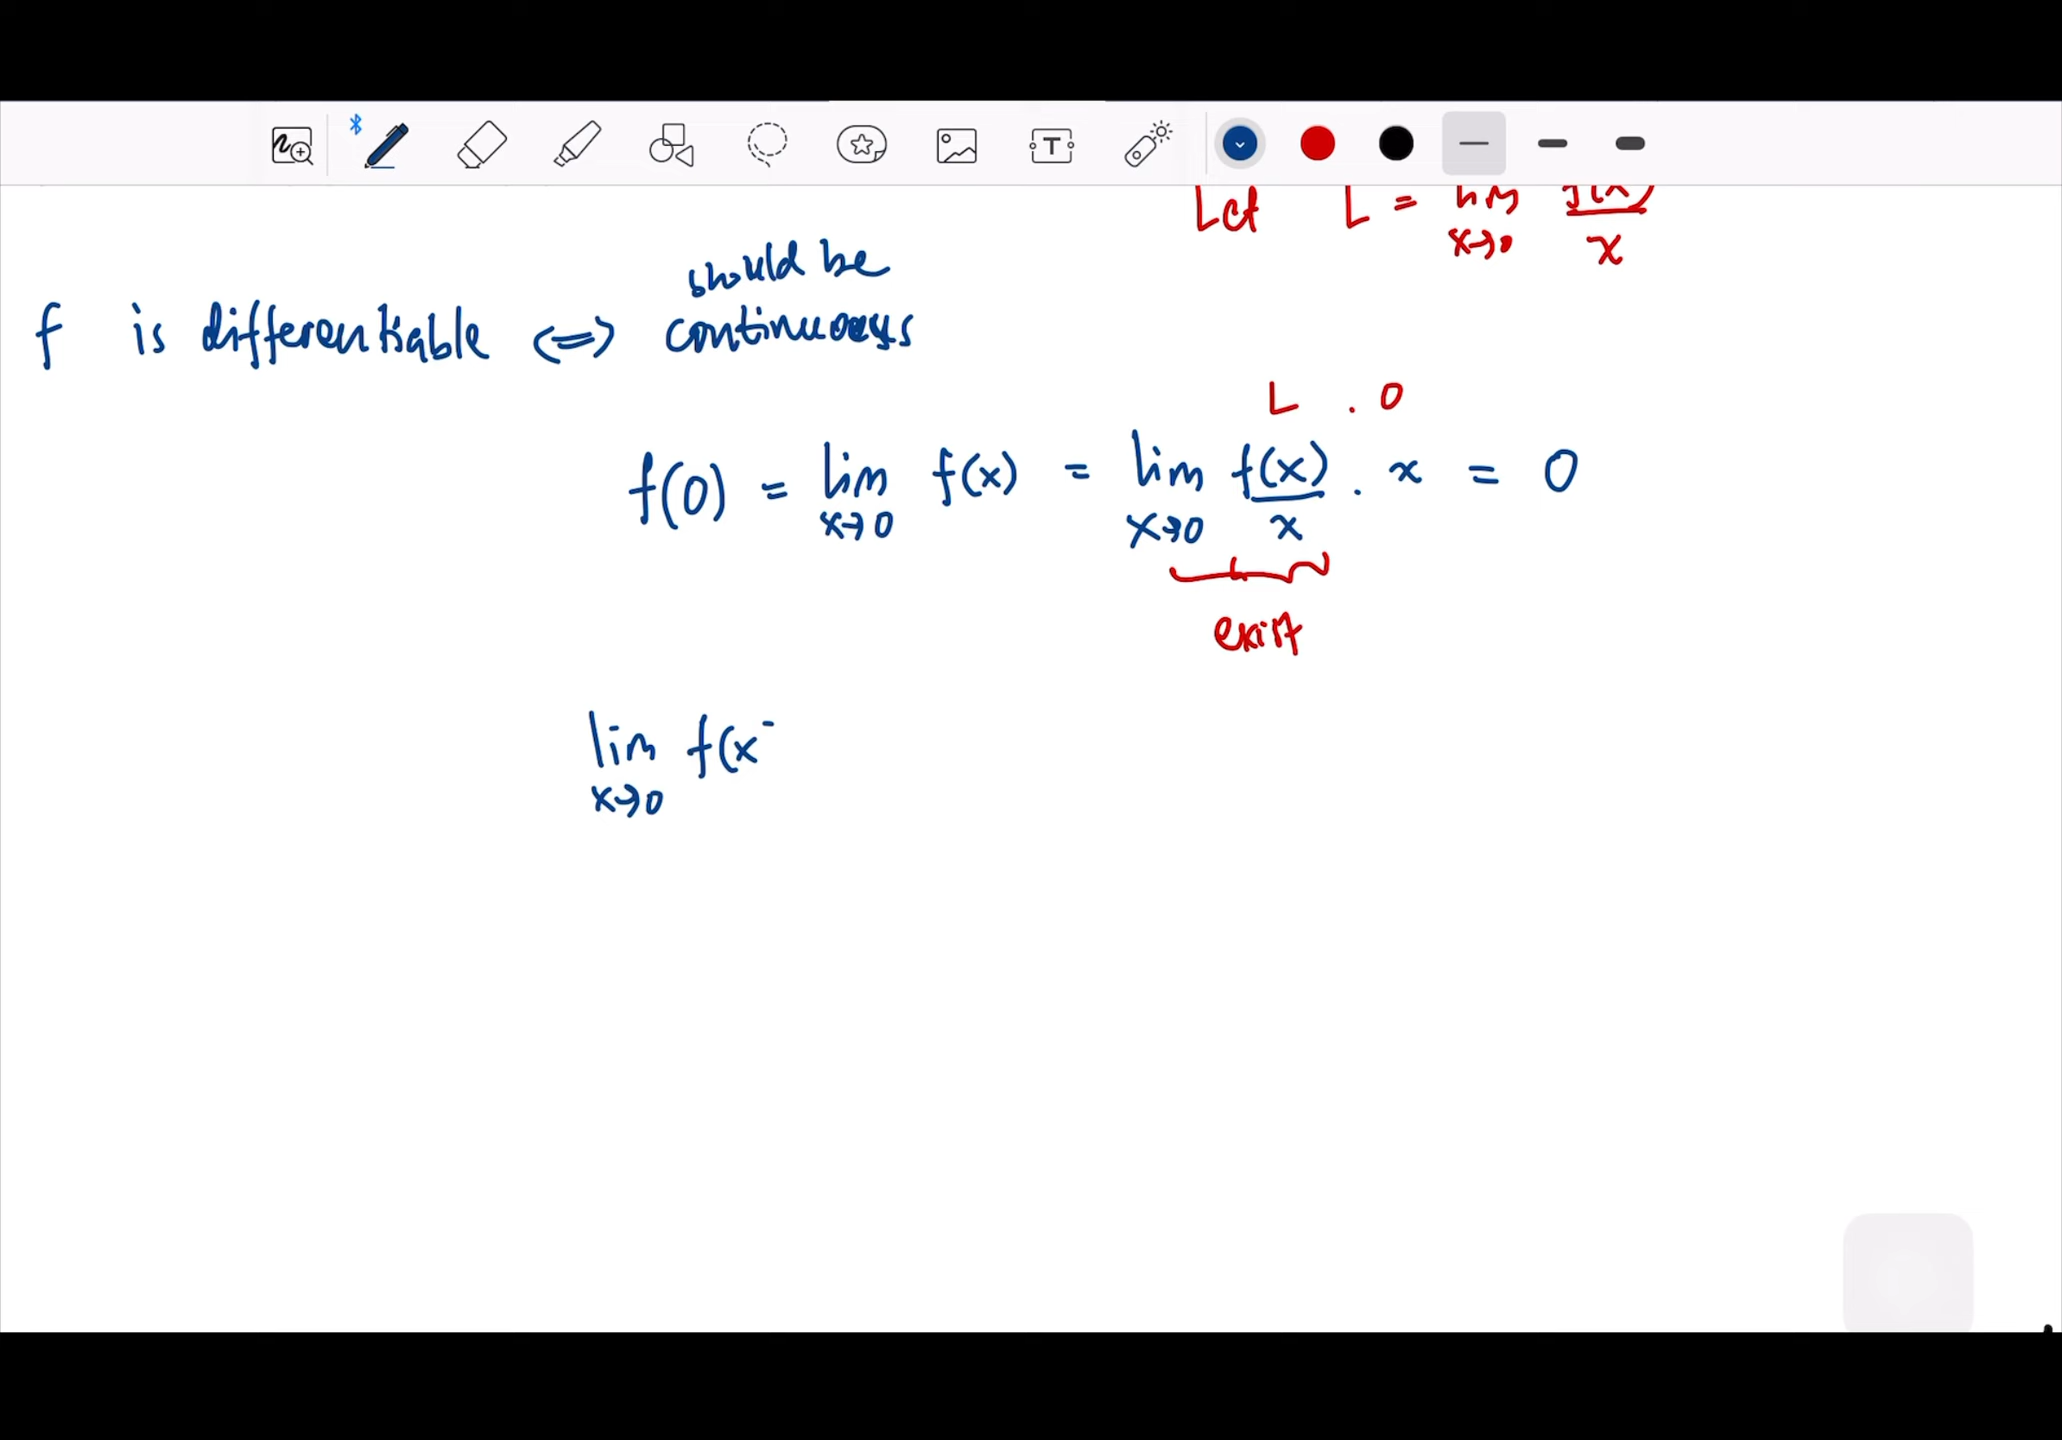 Let L = lim f(x)
x→0 x
should be
f is differentiable <=> continuous
L . 0
f(0) = lim f(x) = lim f(x) . x = 0
x→0 x→0 x
exist
lim f(x
x→0